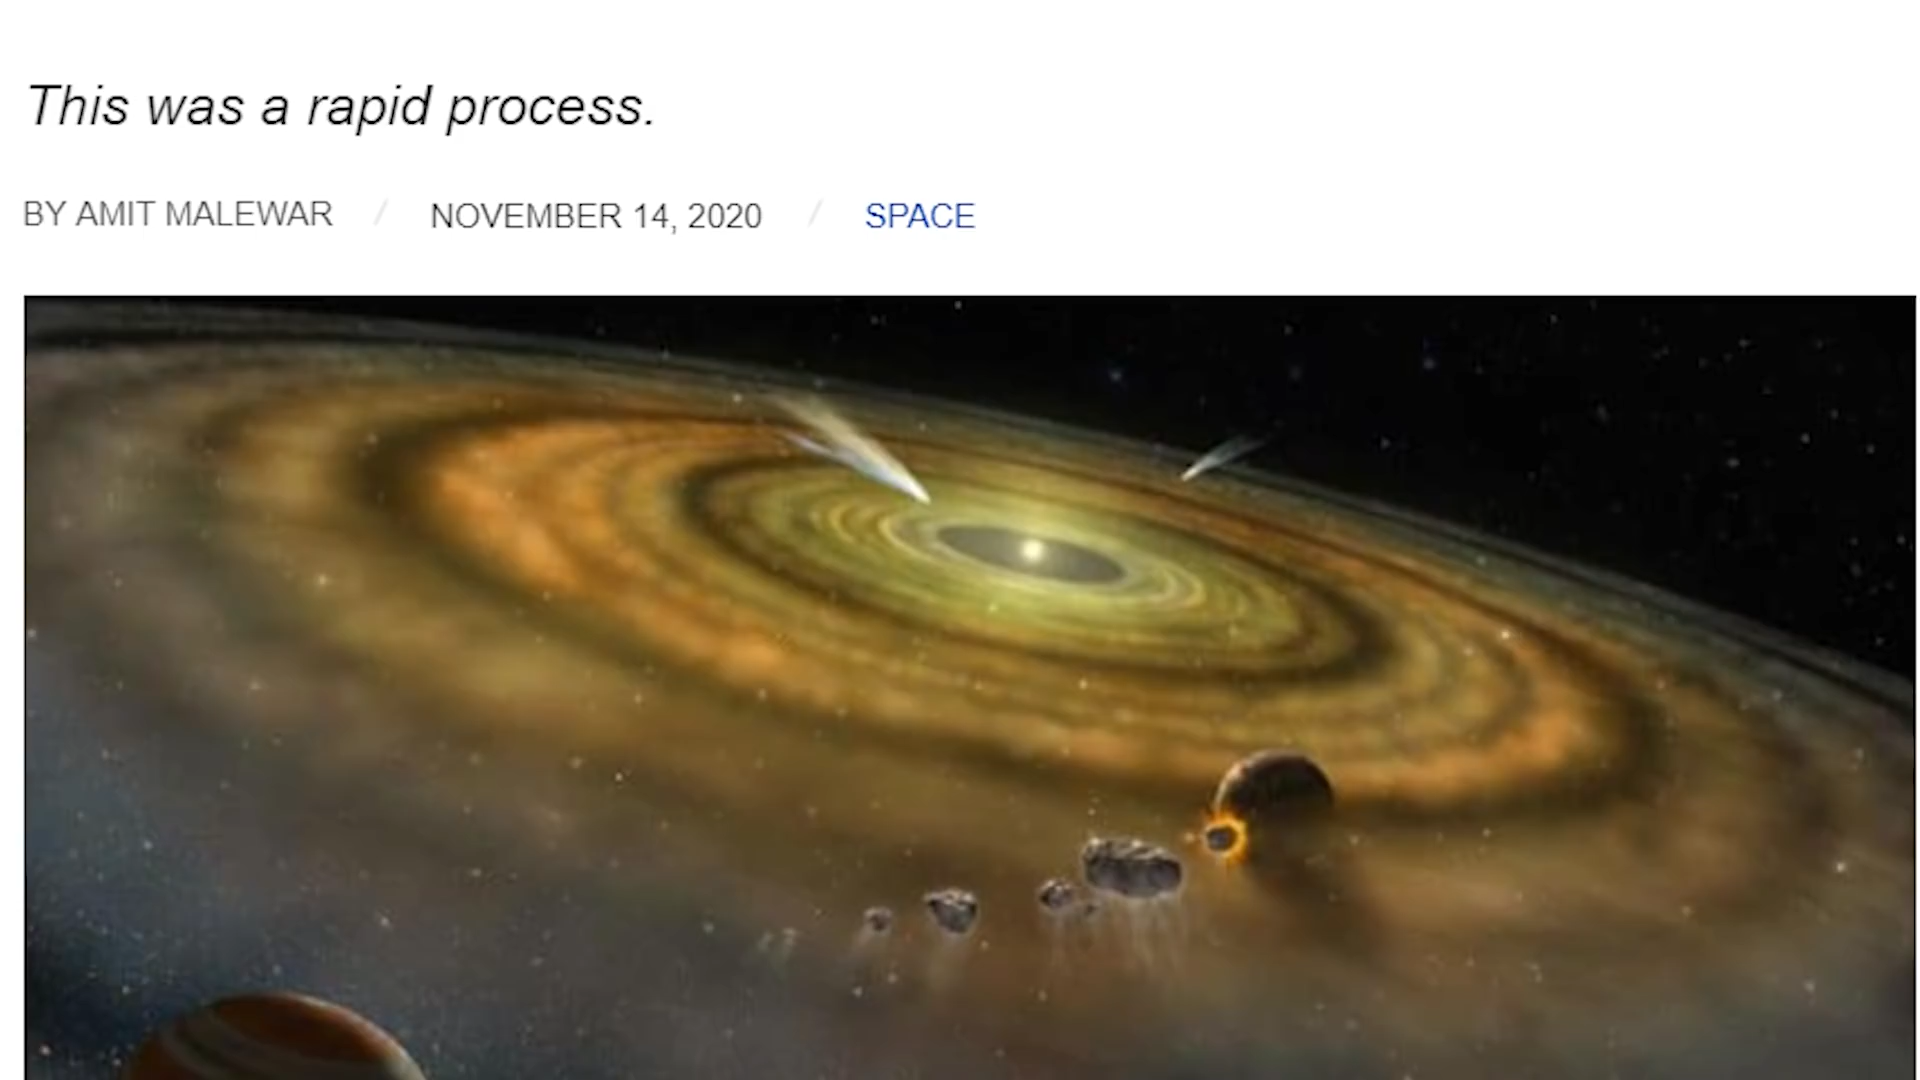 This was a rapid process.
BY AMIT MALEWAR / NOVEMBER 14, 2020 / SPACE